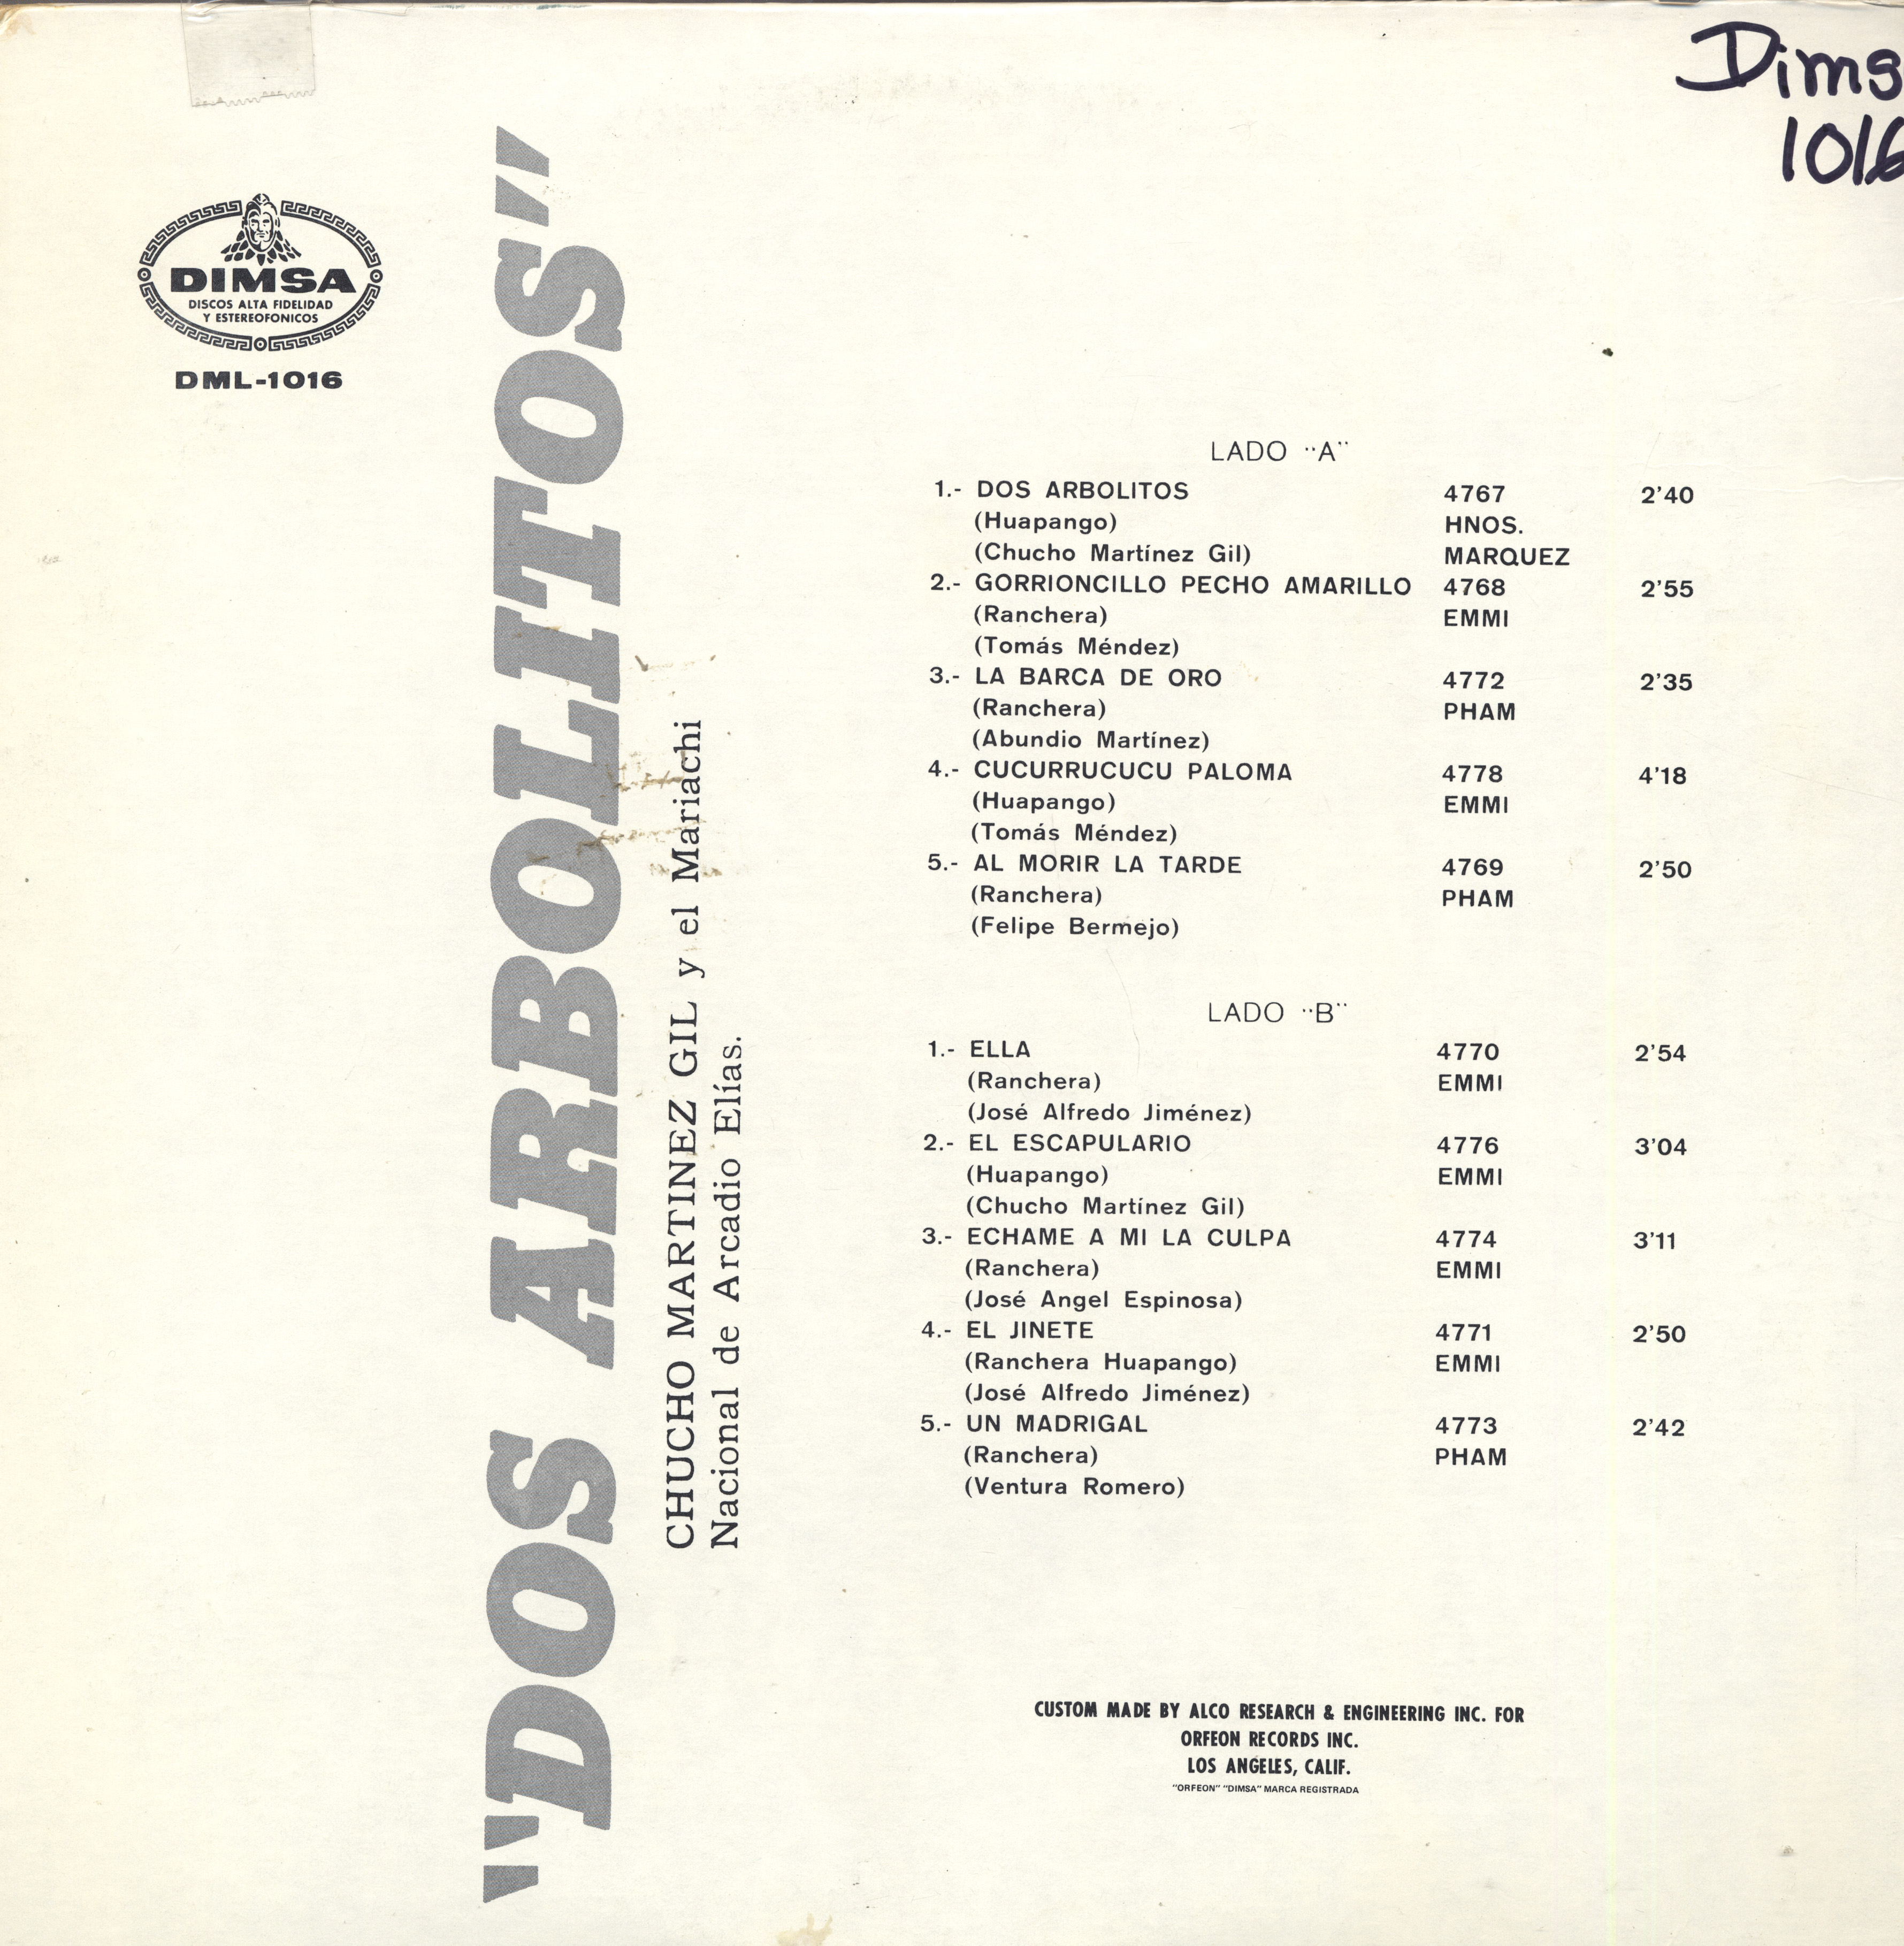 Dims
1016
DIMSA
DISCOS ALTA FIDELIDAD
Y ESTEREOFONICOS
DML-1016
"DOS ARBOLITOS"
CHUCHO MARTINEZ GIL y el Mariachi
Nacional de Arcadio Elías.
LADO "A"
1.- DOS ARBOLITOS 4767 2'40
(Huapango) HNOS.
(Chucho Martínez Gil) MARQUEZ
2.- GORRIONCILLO PECHO AMARILLO 4768 2'55
(Ranchera) EMMI
(Tomás Méndez)
3.- LA BARCA DE ORO 4772 2'35
(Ranchera) PHAM
(Abundio Martínez)
4.- CUCURRUCUCU PALOMA 4778 4'18
(Huapango) EMMI
(Tomás Méndez)
5.- AL MORIR LA TARDE 4769 2'50
(Ranchera) PHAM
(Felipe Bermejo)
LADO "B"
1.- ELLA 4770 2'54
(Ranchera) EMMI
(José Alfredo Jiménez)
2.- EL ESCAPULARIO 4776 3'04
(Huapango) EMMI
(Chucho Martínez Gil)
3.- ECHAME A MI LA CULPA 4774 3'11
(Ranchera) EMMI
(José Angel Espinosa)
4.- EL JINETE 4771 2'50
(Ranchera Huapango) EMMI
(José Alfredo Jiménez)
5.- UN MADRIGAL 4773 2'42
(Ranchera) PHAM
(Ventura Romero)
CUSTOM MADE BY ALCO RESEARCH & ENGINEERING INC. FOR
ORFEON RECORDS INC.
LOS ANGELES, CALIF.
"ORFEON" "DIMSA" MARCA REGISTRADA